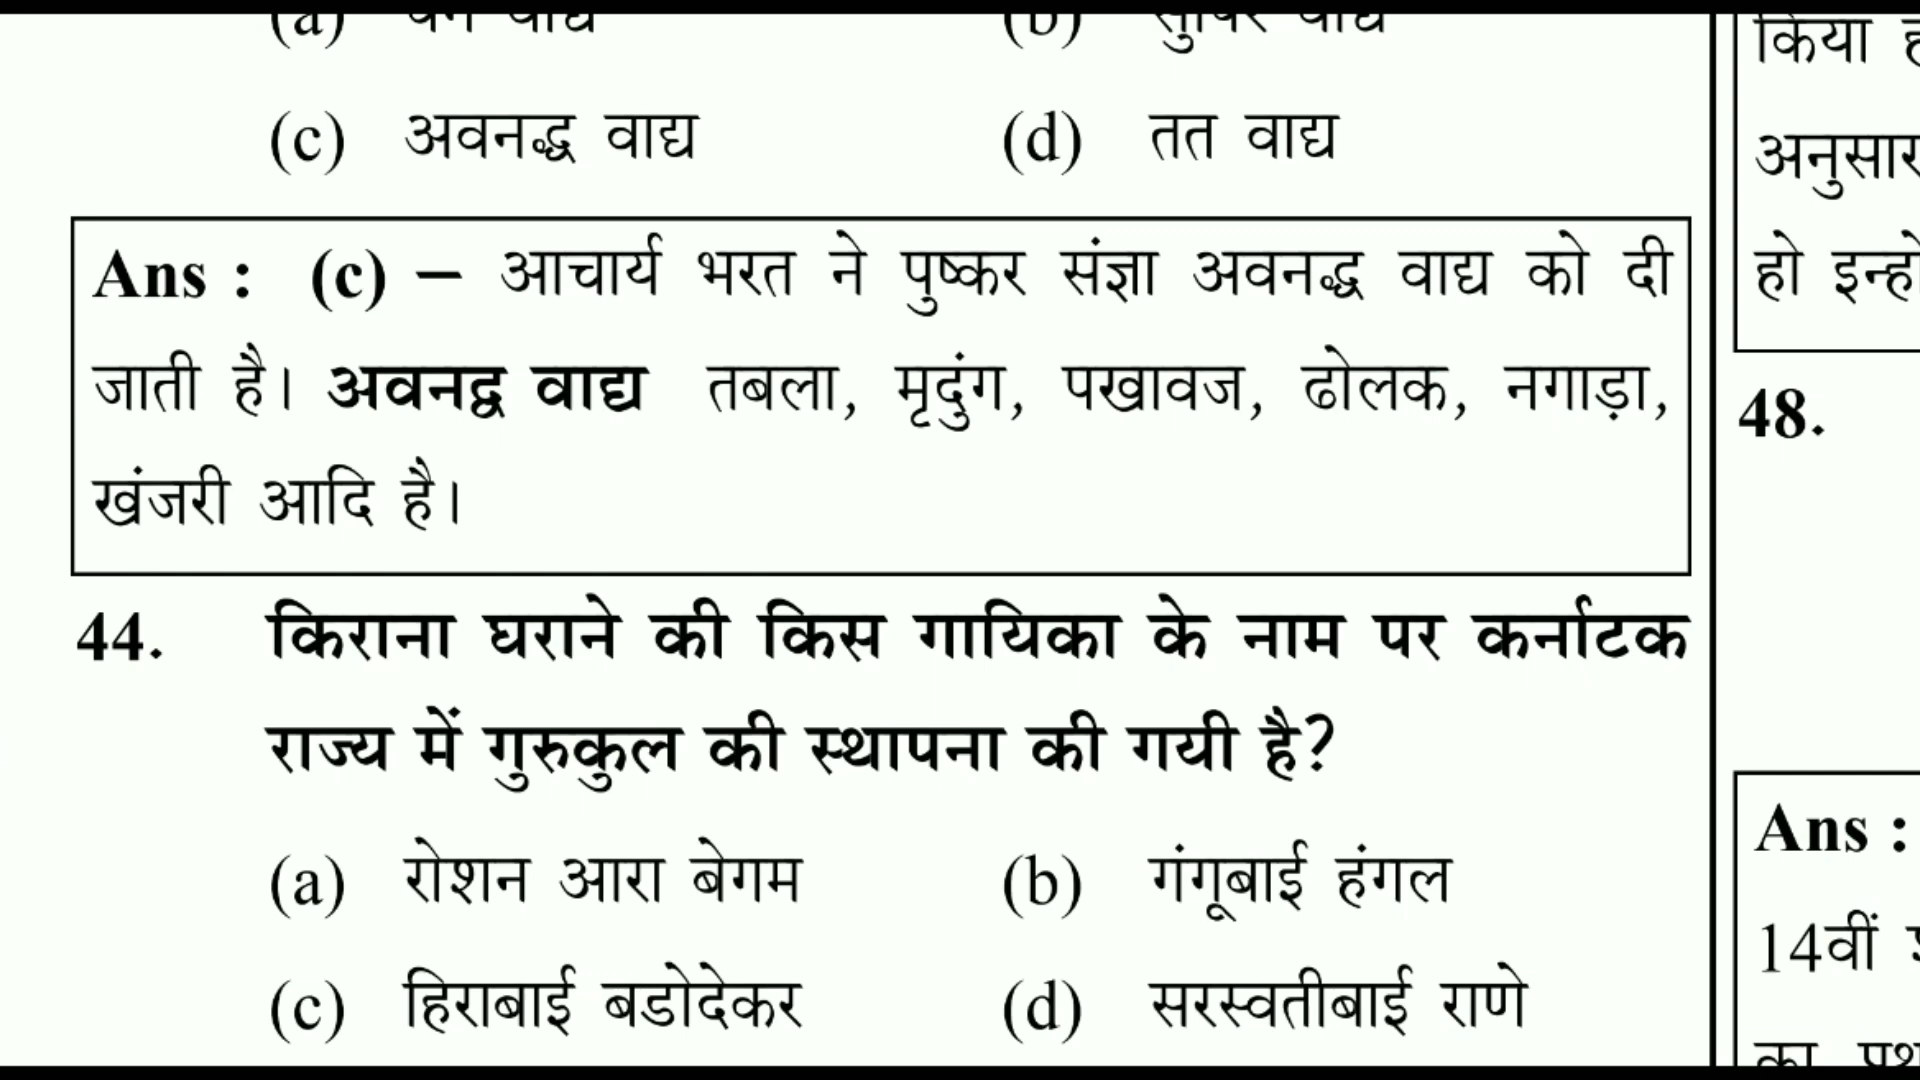 (c) अवनद्ध वाद्य (d) तत वाद्य
Ans : (c) – आचार्य भरत ने पुष्कर संज्ञा अवनद्ध वाद्य को दी
जाती है। अवनद्व वाद्य तबला, मृदुंग, पखावज, ढोलक, नगाड़ा,
खंजरी आदि है।
44. किराना घराने की किस गायिका के नाम पर कर्नाटक
राज्य में गुरुकुल की स्थापना की गयी है?
(a) रोशन आरा बेगम (b) गंगूबाई हंगल
(c) हिराबाई बडोदेकर (d) सरस्वतीबाई राणे
किया
अनुसार
हो
48.
Ans :
14वीं